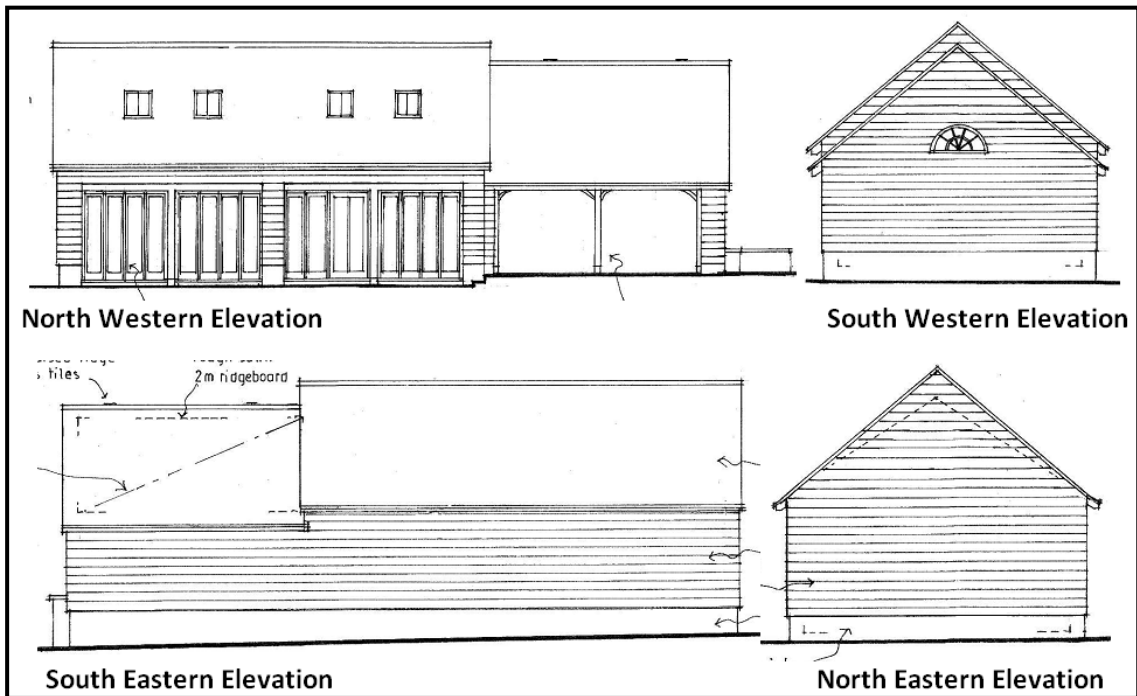 North Western Elevation
South Western Elevation
tiles
2m ridgeboard
South Eastern Elevation
North Eastern Elevation